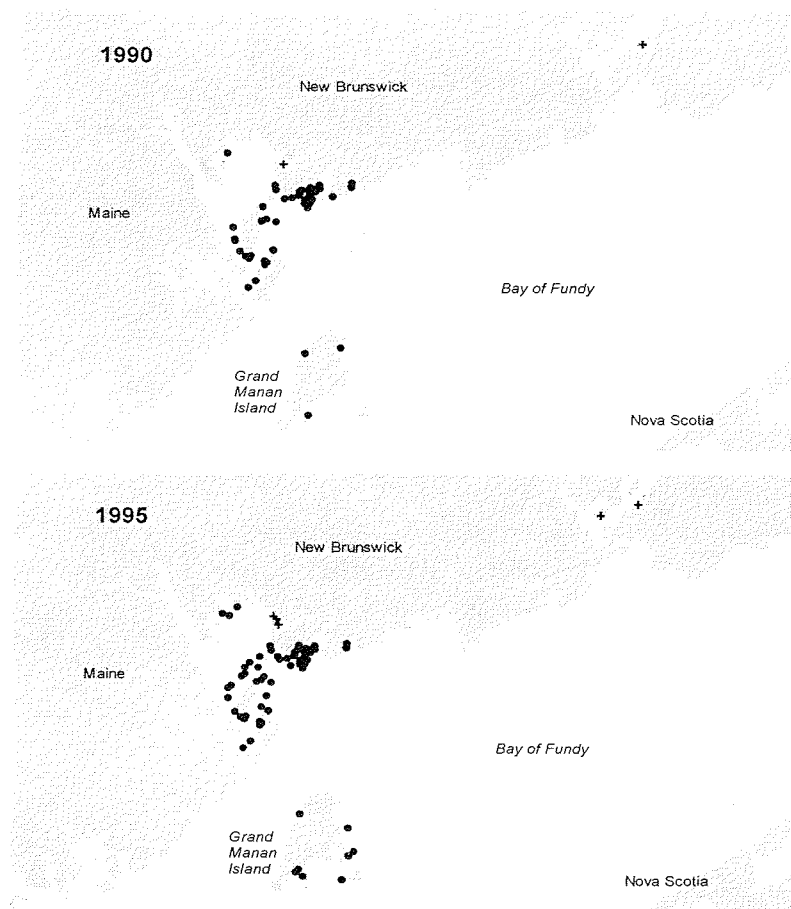 1990
New Brunswick
Maine
Bay of Fundy
Grand
Manan
Island
Nova Scotia
1995
New Brunswick
Maine
Bay of Fundy
Grand
Manan
Island
Nova Scotia